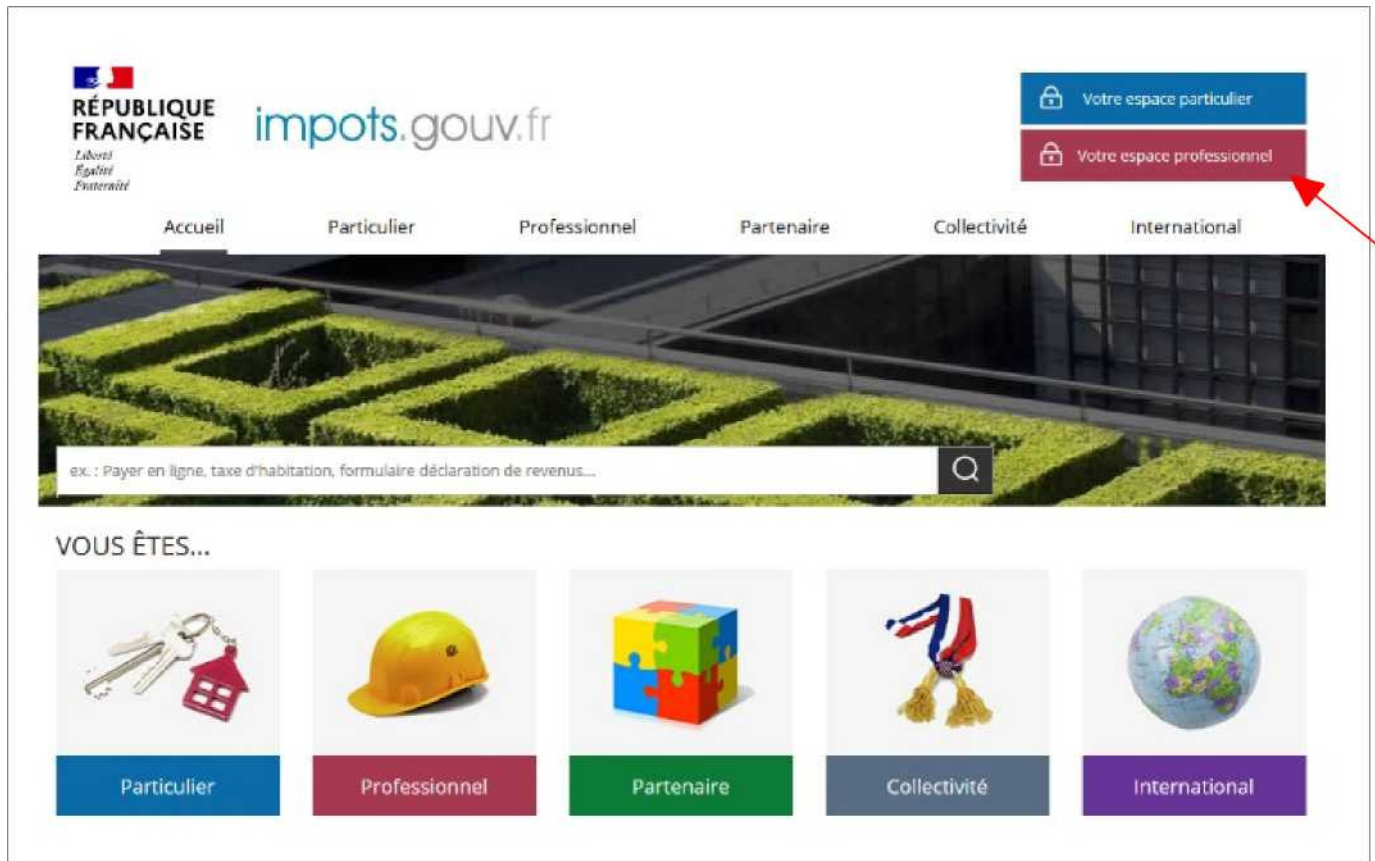 RÉPUBLIQUE
FRANÇAISE
Liberté
Égalité
Fraternité
impots.gouv.fr
Votre espace particulier
Votre espace professionnel
Accueil Particulier Professionnel Partenaire Collectivité International
ex. : Payer en ligne, taxe d'habitation, formulaire déclaration de revenus...
VOUS ÊTES...
Particulier Professionnel Partenaire Collectivité International